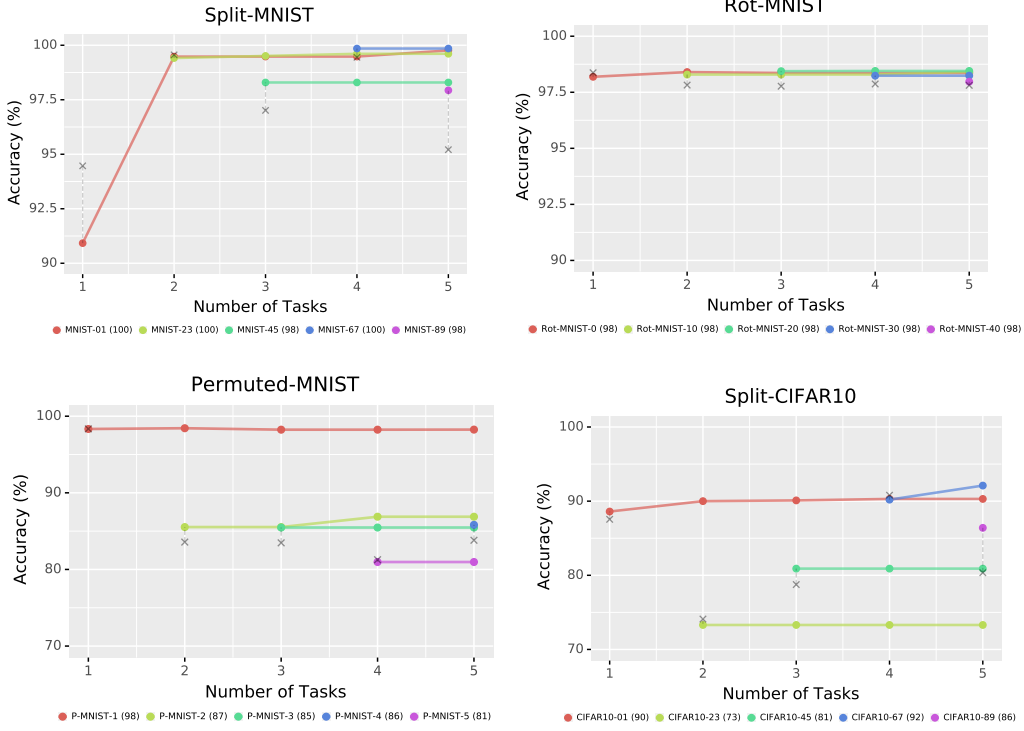 Split-MNIST
Accuracy (%)
100
97.5
95
92.5
90
1 2 3 4 5
Number of Tasks
MNIST-01 (100) MNIST-23 (100) MNIST-45 (98) MNIST-67 (100) MNIST-89 (98)
Rot-MNIST
Accuracy (%)
100
97.5
95
92.5
90
1 2 3 4 5
Number of Tasks
Rot-MNIST-0 (98) Rot-MNIST-10 (98) Rot-MNIST-20 (98) Rot-MNIST-30 (98) Rot-MNIST-40 (98)
Permuted-MNIST
Accuracy (%)
100
90
80
70
1 2 3 4 5
Number of Tasks
P-MNIST-1 (98) P-MNIST-2 (87) P-MNIST-3 (85) P-MNIST-4 (86) P-MNIST-5 (81)
Split-CIFAR10
Accuracy (%)
100
90
80
70
1 2 3 4 5
Number of Tasks
CIFAR10-01 (90) CIFAR10-23 (73) CIFAR10-45 (81) CIFAR10-67 (92) CIFAR10-89 (86)